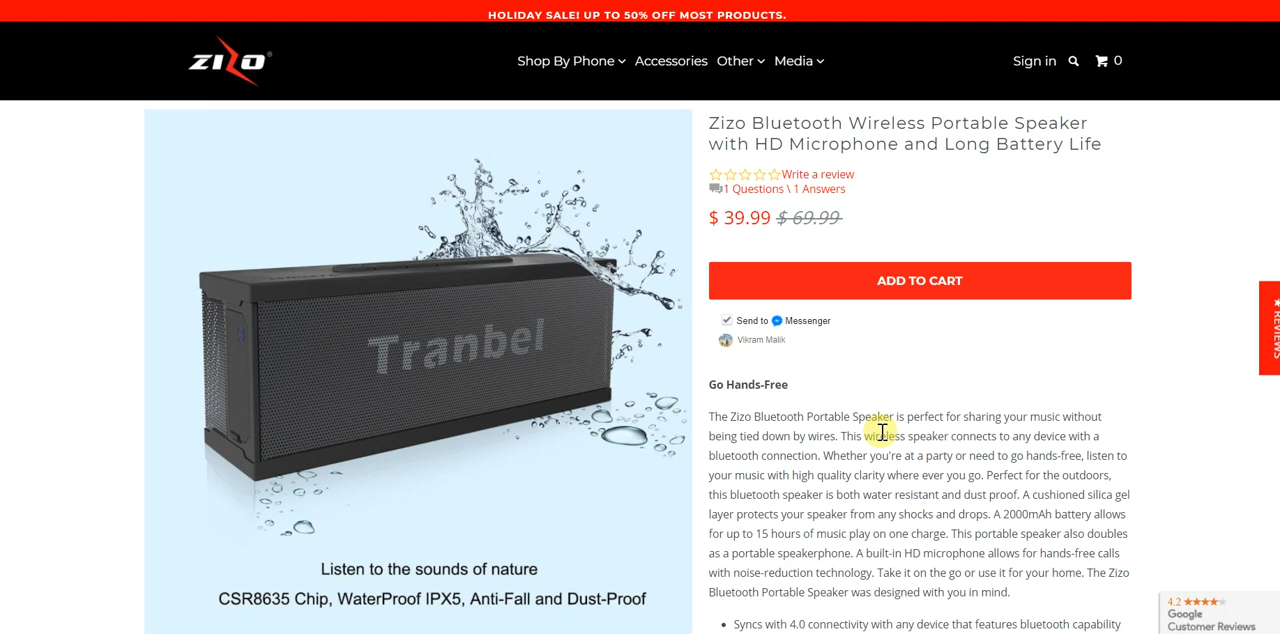 HOLIDAY SALE! UP TO 50% OFF MOST PRODUCTS.
ZIZO®
Shop By Phone Accessories Other Media
Sign in 0
Zizo Bluetooth Wireless Portable Speaker
with HD Microphone and Long Battery Life
Write a review
1 Questions \ 1 Answers
$ 39.99 $ 69.99
ADD TO CART
Send to Messenger
Vikram Malik
Go Hands-Free
The Zizo Bluetooth Portable Speaker is perfect for sharing your music without
being tied down by wires. This wireless speaker connects to any device with a
bluetooth connection. Whether you're at a party or need to go hands-free, listen to
your music with high quality clarity where ever you go. Perfect for the outdoors,
this bluetooth speaker is both water resistant and dust proof. A cushioned silica gel
layer protects your speaker from any shocks and drops. A 2000mAh battery allows
for up to 15 hours of music play on one charge. This portable speaker also doubles
as a portable speakerphone. A built-in HD microphone allows for hands-free calls
with noise-reduction technology. Take it on the go or use it for your home. The Zizo
Bluetooth Portable Speaker was designed with you in mind.
• Syncs with 4.0 connectivity with any device that features bluetooth capability
Tranbel
Listen to the sounds of nature
CSR8635 Chip, WaterProof IPX5, Anti-Fall and Dust-Proof
★ REVIEWS
4.2
Google
Customer Reviews